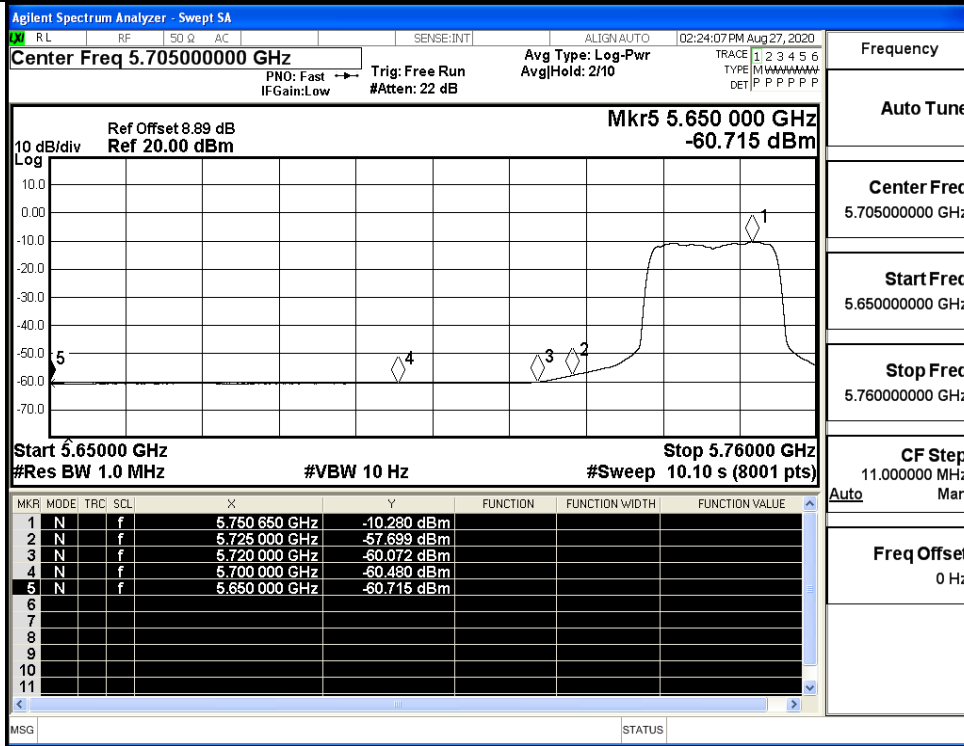 Agilent Spectrum Analyzer - Swept SA
LXI RL RF 50 Ω AC SENSE:INT ALIGN AUTO 02:24:07 PM Aug 27, 2020
Center Freq 5.705000000 GHz
PNO: Fast
IFGain:Low
Trig: Free Run
#Atten: 22 dB
Avg Type: Log-Pwr
Avg|Hold: 2/10
TRACE 1 2 3 4 5 6
TYPE M WWWWW
DET P P P P P P
Mkr5 5.650 000 GHz
-60.715 dBm
Ref Offset 8.89 dB
10 dB/div Ref 20.00 dBm
Log
10.0
0.00
-10.0
-20.0
-30.0
-40.0
-50.0
-60.0
-70.0
1
2
3
4
5
Start 5.65000 GHz Stop 5.76000 GHz
#Res BW 1.0 MHz #VBW 10 Hz #Sweep 10.10 s (8001 pts)
MKR MODE TRC SCL X Y FUNCTION FUNCTION WIDTH FUNCTION VALUE
1 N f 5.750 650 GHz -10.280 dBm
2 N f 5.725 000 GHz -57.699 dBm
3 N f 5.720 000 GHz -60.072 dBm
4 N f 5.700 000 GHz -60.480 dBm
5 N f 5.650 000 GHz -60.715 dBm
6
7
8
9
10
11
MSG STATUS
Frequency
Auto Tune
Center Freq
5.705000000 GHz
Start Freq
5.650000000 GHz
Stop Freq
5.760000000 GHz
CF Step
11.000000 MHz
Auto Man
Freq Offset
0 Hz